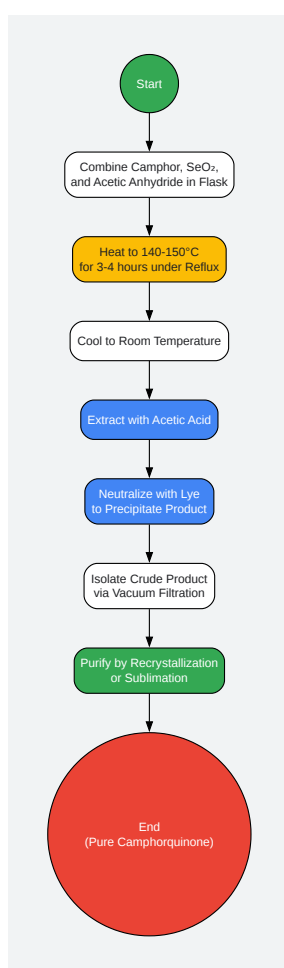 Start
Combine Camphor, SeO₂,
and Acetic Anhydride in Flask
Heat to 140-150°C
for 3-4 hours under Reflux
Cool to Room Temperature
Extract with Acetic Acid
Neutralize with Lye
to Precipitate Product
Isolate Crude Product
via Vacuum Filtration
Purify by Recrystallization
or Sublimation
End
(Pure Camphorquinone)